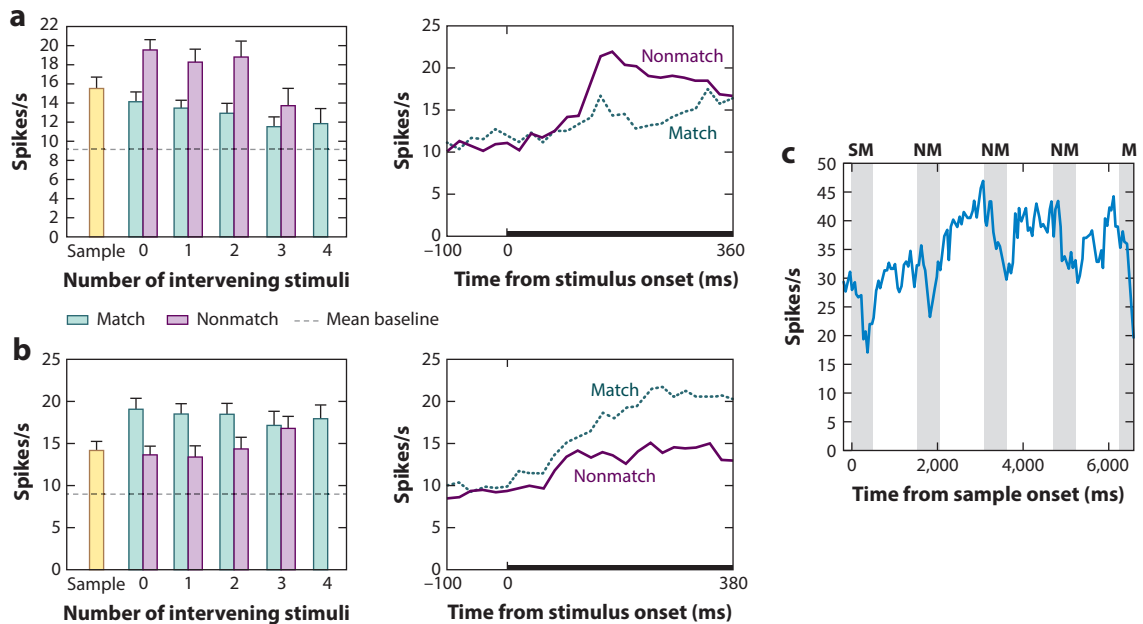 a
Spikes/s
22
20
18
16
14
12
10
8
6
4
2
0
Sample 0 1 2 3 4
Number of intervening stimuli
Spikes/s
25
20
15
10
5
0
Nonmatch
Match
–100 0 360
Time from stimulus onset (ms)
Match Nonmatch Mean baseline
b
Spikes/s
25
20
15
10
5
0
Sample 0 1 2 3 4
Number of intervening stimuli
Spikes/s
25
20
15
10
5
0
Match
Nonmatch
–100 0 380
Time from stimulus onset (ms)
c
SM NM NM NM M
Spikes/s
50
45
40
35
30
25
20
15
10
5
0
0 2,000 4,000 6,000
Time from sample onset (ms)